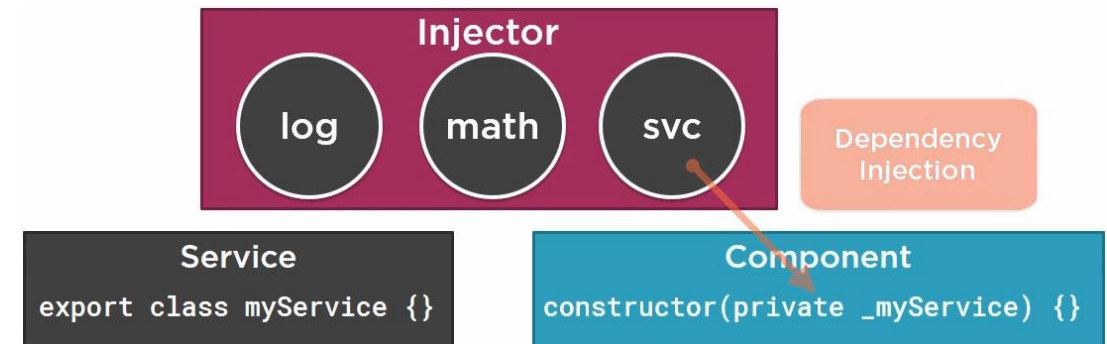 Injector
log
math
svc
Dependency
Injection
Service
export class myService {}
Component
constructor(private _myService) {}